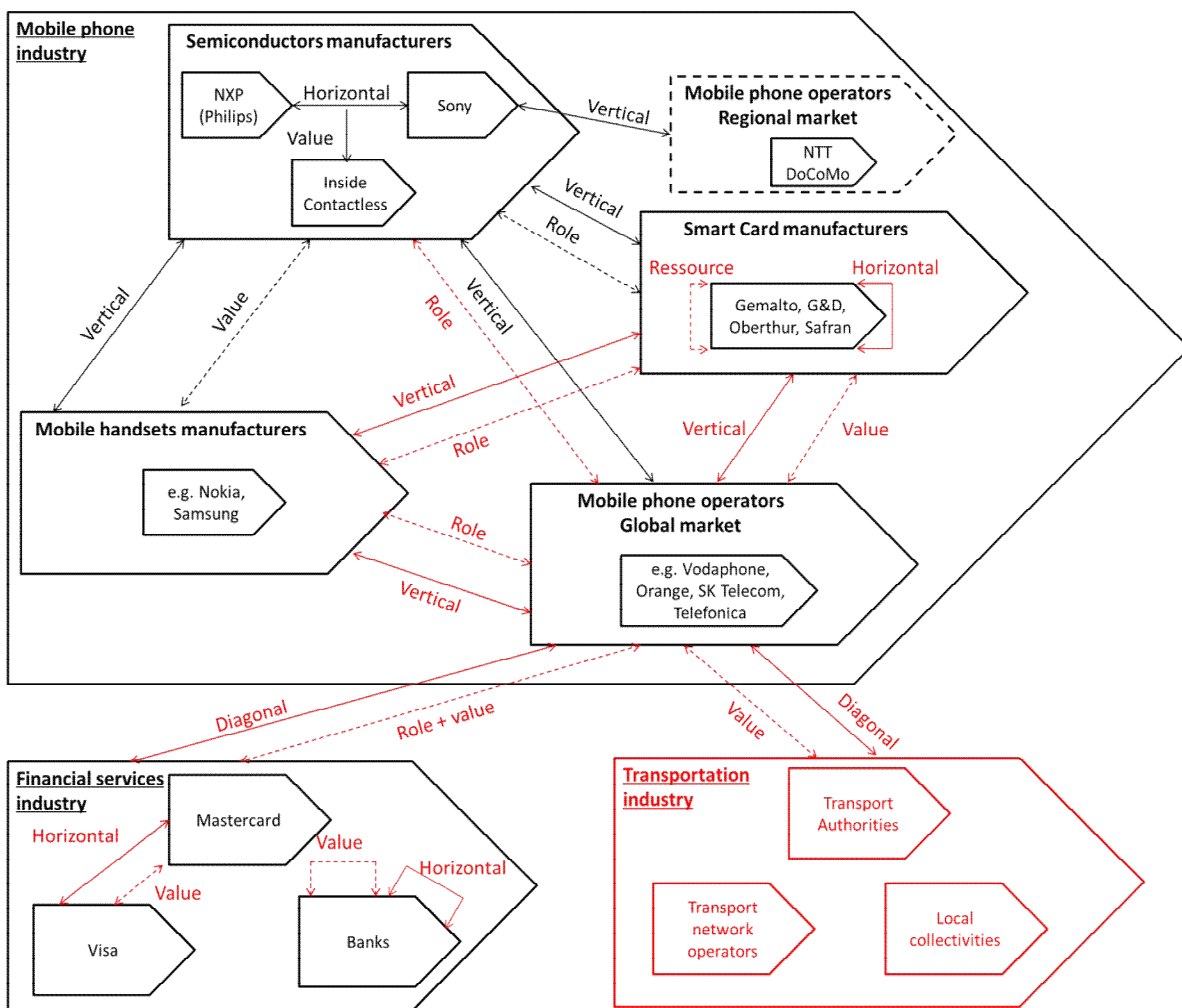 Mobile phone
industry
Semiconductors manufacturers
NXP
(Philips)
Horizontal
Sony
Value
Inside
Contactless
Vertical
Mobile phone operators
Regional market
NTT
DoCoMo
Vertical
Role
Smart Card manufacturers
Ressource
Horizontal
Gemalto, G&D,
Oberthur, Safran
Vertical
Value
Role
Vertical
Vertical
Role
Vertical
Value
Mobile handsets manufacturers
e.g. Nokia,
Samsung
Role
Vertical
Mobile phone operators
Global market
e.g. Vodaphone,
Orange, SK Telecom,
Telefonica
Diagonal
Role + value
Value
Diagonal
Financial services
industry
Mastercard
Horizontal
Value
Visa
Value
Horizontal
Banks
Transportation
industry
Transport
Authorities
Transport
network
operators
Local
collectivities